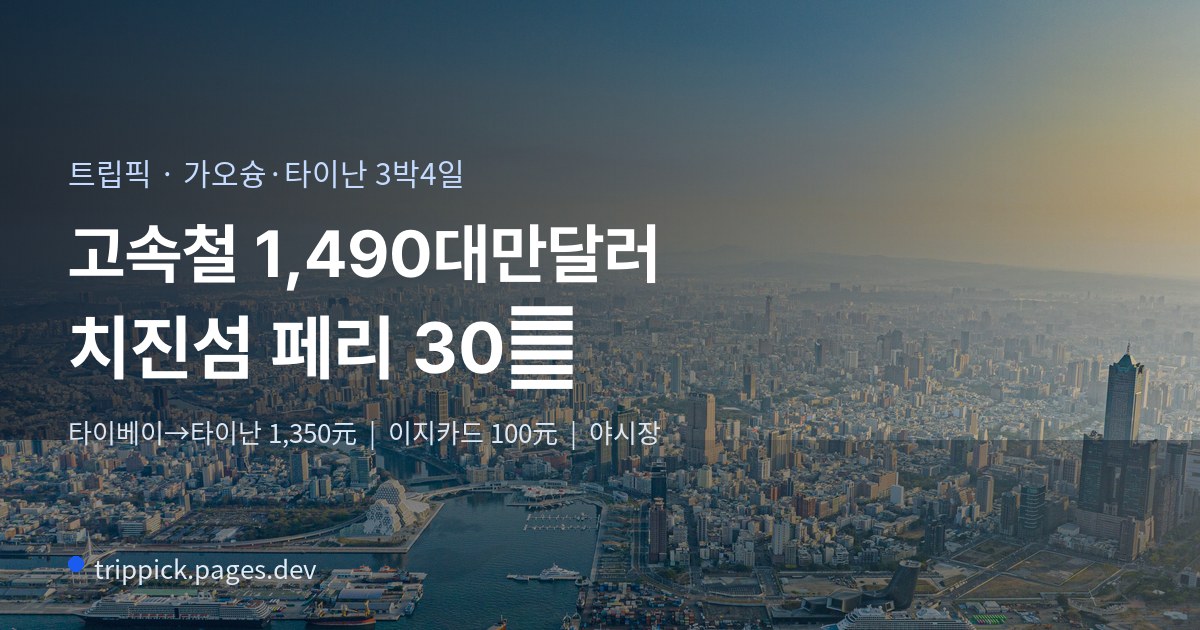 트립픽 · 가오슝·타이난 3박4일
고속철 1,490대만달러
치진섬 페리 30
타이베이→타이난 1,350元 | 이지카드 100元 | 야시장
trippick.pages.dev